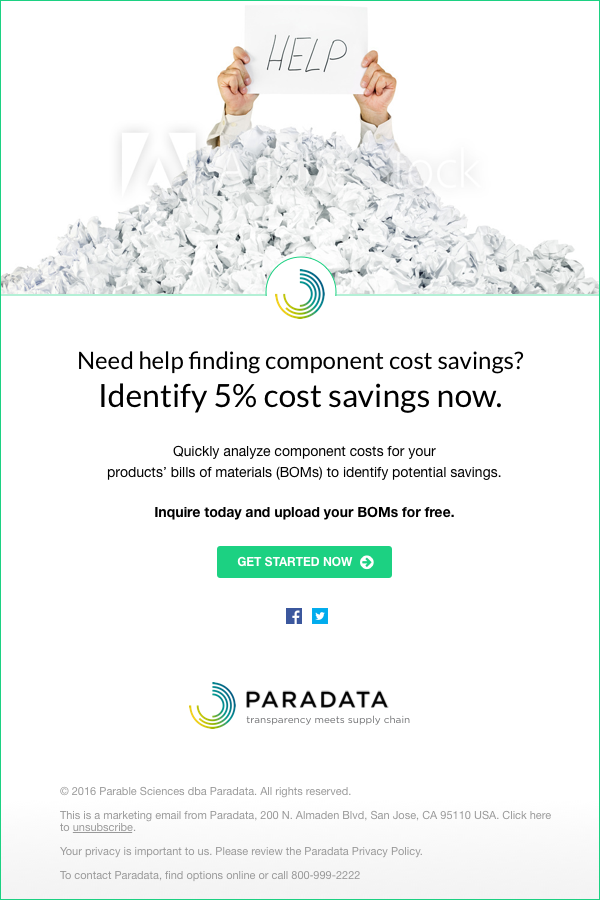 HELP
Adobe Stock
Need help finding component cost savings?
Identify 5% cost savings now.
Quickly analyze component costs for your
products' bills of materials (BOMs) to identify potential savings.
Inquire today and upload your BOMs for free.
GET STARTED NOW
PARADATA
transparency meets supply chain
© 2016 Parable Sciences dba Paradata. All rights reserved.
This is a marketing email from Paradata, 200 N. Almaden Blvd, San Jose, CA 95110 USA. Click here
to unsubscribe.
Your privacy is important to us. Please review the Paradata Privacy Policy.
To contact Paradata, find options online or call 800-999-2222